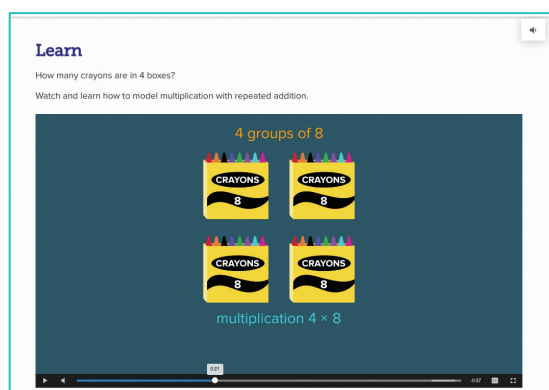 Learn
How many crayons are in 4 boxes?
Watch and learn how to model multiplication with repeated addition.
4 groups of 8
CRAYONS CRAYONS
8 8
CRAYONS CRAYONS
8 8
multiplication 4 × 8
0:21
-0:37